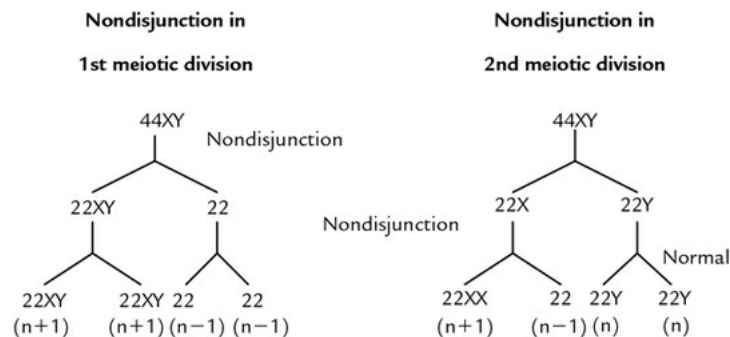 Nondisjunction in
1st meiotic division
44XY
Nondisjunction
22XY 22
22XY 22XY 22 22
(n+1) (n+1) (n−1) (n−1)
Nondisjunction in
2nd meiotic division
44XY
22X 22Y
Nondisjunction
Normal
22XX 22 22Y 22Y
(n+1) (n−1) (n) (n)